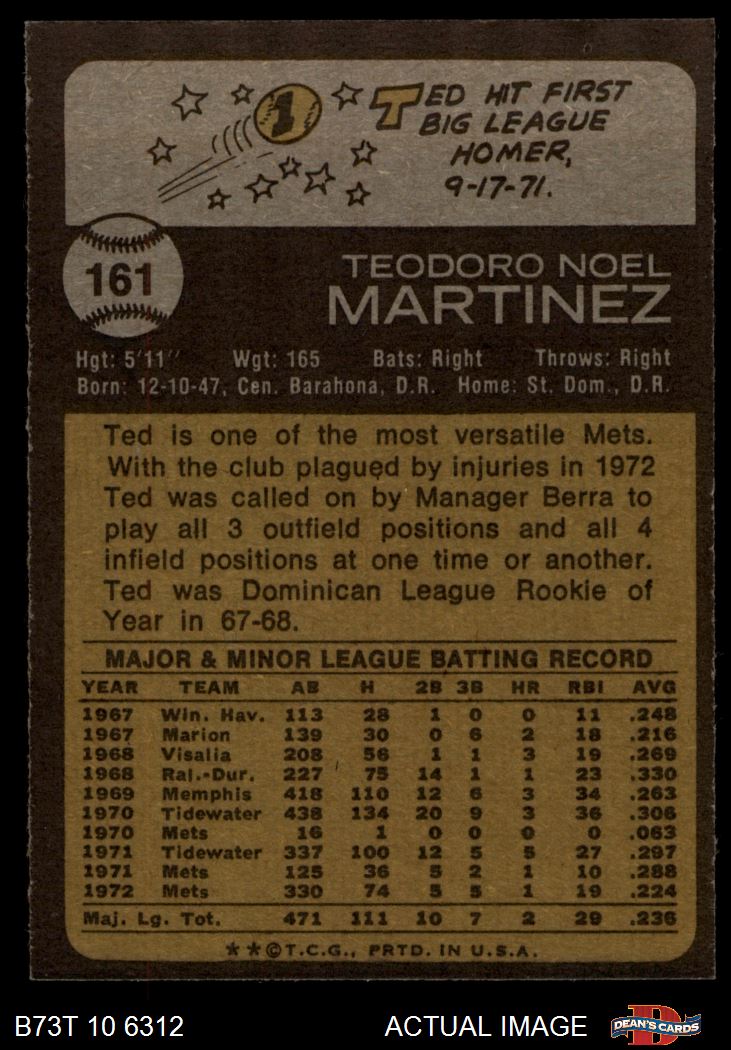 1
TED HIT FIRST
BIG LEAGUE
HOMER,
9-17-71.
161
TEODORO NOEL
MARTINEZ
Hgt: 5'11" Wgt: 165 Bats: Right Throws: Right
Born: 12-10-47, Cen. Barahona, D.R. Home: St. Dom., D.R.
Ted is one of the most versatile Mets.
With the club plagued by injuries in 1972
Ted was called on by Manager Berra to
play all 3 outfield positions and all 4
infield positions at one time or another.
Ted was Dominican League Rookie of
Year in 67-68.
MAJOR & MINOR LEAGUE BATTING RECORD
YEAR TEAM AB H 2B 3B HR RBI AVG
1967 Win. Hav. 113 28 1 0 0 11 .248
1967 Marion 139 30 0 6 2 18 .216
1968 Visalia 208 56 1 1 3 19 .269
1968 Ral.-Dur. 227 75 14 1 1 23 .330
1969 Memphis 418 110 12 6 3 34 .263
1970 Tidewater 438 134 20 9 3 36 .306
1970 Mets 16 1 0 0 0 0 .063
1971 Tidewater 337 100 12 5 5 27 .297
1971 Mets 125 36 5 2 1 10 .288
1972 Mets 330 74 5 5 1 19 .224
Maj. Lg. Tot. 471 111 10 7 2 29 .236
★★©T.C.G., PRTD. IN U.S.A.
B73T 10 6312 ACTUAL IMAGE D DEAN'S CARDS